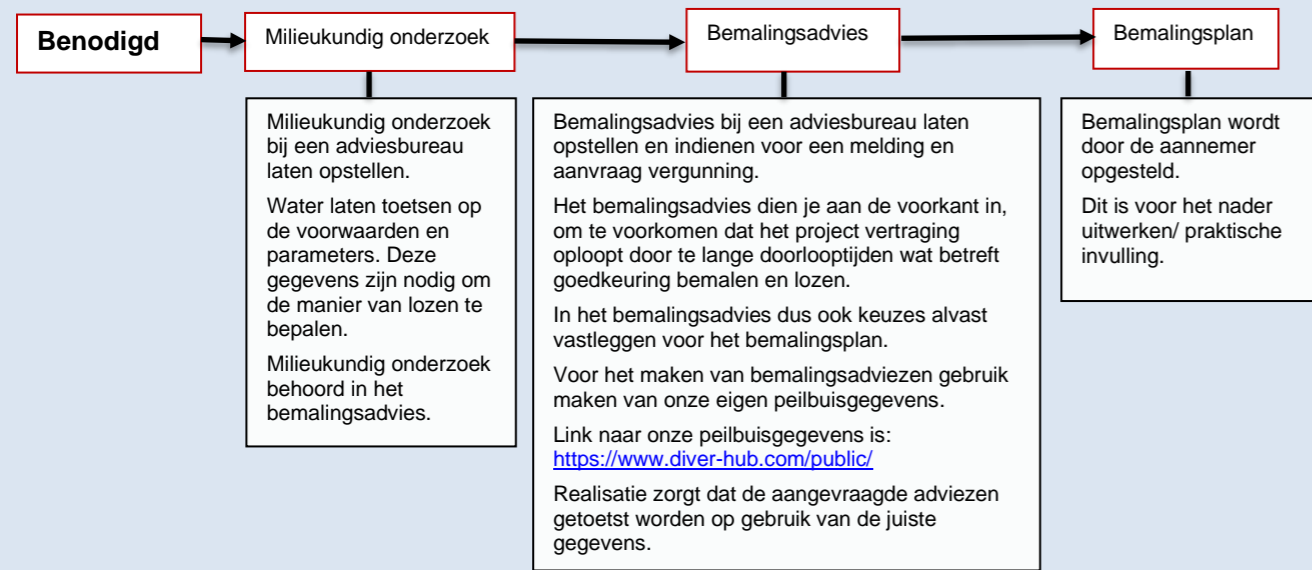 Benodigd
Milieukundig onderzoek
Bemalingsadvies
Bemalingsplan
Milieukundig onderzoek
bij een adviesbureau
laten opstellen.
Water laten toetsen op
de voorwaarden en
parameters. Deze
gegevens zijn nodig om
de manier van lozen te
bepalen.
Milieukundig onderzoek
behoord in het
bemalingsadvies.
Bemalingsadvies bij een adviesbureau laten
opstellen en indienen voor een melding en
aanvraag vergunning.
Het bemalingsadvies dien je aan de voorkant in,
om te voorkomen dat het project vertraging
oploopt door te lange doorlooptijden wat betreft
goedkeuring bemalen en lozen.
In het bemalingsadvies dus ook keuzes alvast
vastleggen voor het bemalingsplan.
Voor het maken van bemalingsadviezen gebruik
maken van onze eigen peilbuisgegevens.
Link naar onze peilbuisgegevens is:
https://www.diver-hub.com/public/
Realisatie zorgt dat de aangevraagde adviezen
getoetst worden op gebruik van de juiste
gegevens.
Bemalingsplan wordt
door de aannemer
opgesteld.
Dit is voor het nader
uitwerken/ praktische
invulling.